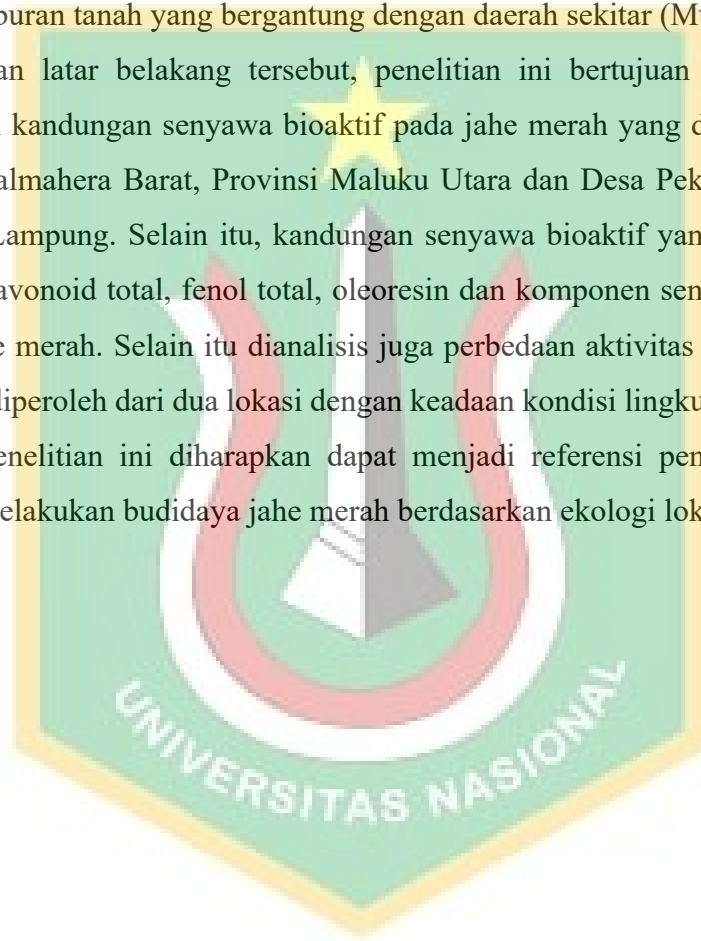 buran tanah yang bergantung dengan daerah sekitar (Mu
an latar belakang tersebut, penelitian ini bertujuan
kandungan senyawa bioaktif pada jahe merah yang d
almahera Barat, Provinsi Maluku Utara dan Desa Pek
Lampung. Selain itu, kandungan senyawa bioaktif yan
avonoid total, fenol total, oleoresin dan komponen sen
e merah. Selain itu dianalisis juga perbedaan aktivitas
diperoleh dari dua lokasi dengan keadaan kondisi lingku
enelitian ini diharapkan dapat menjadi referensi pen
elakukan budidaya jahe merah berdasarkan ekologi lok
UNIVERSITAS NASIONAL